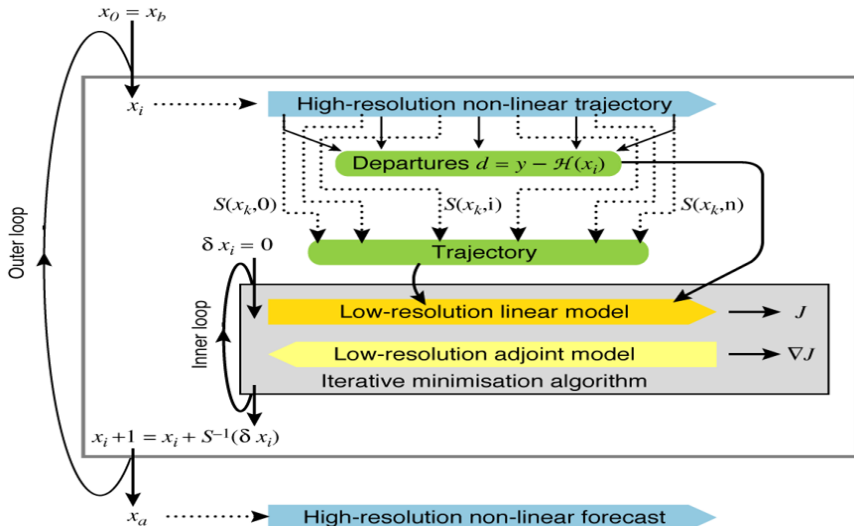 x₀ = x_b
x_i
High-resolution non-linear trajectory
Departures d = y − ℋ(x_i)
S(x_k,0)
S(x_k,i)
S(x_k,n)
Trajectory
δ x_i = 0
Outer loop
Inner loop
Low-resolution linear model
J
Low-resolution adjoint model
∇J
Iterative minimisation algorithm
x_i+1 = x_i + S⁻¹(δ x_i)
x_a
High-resolution non-linear forecast